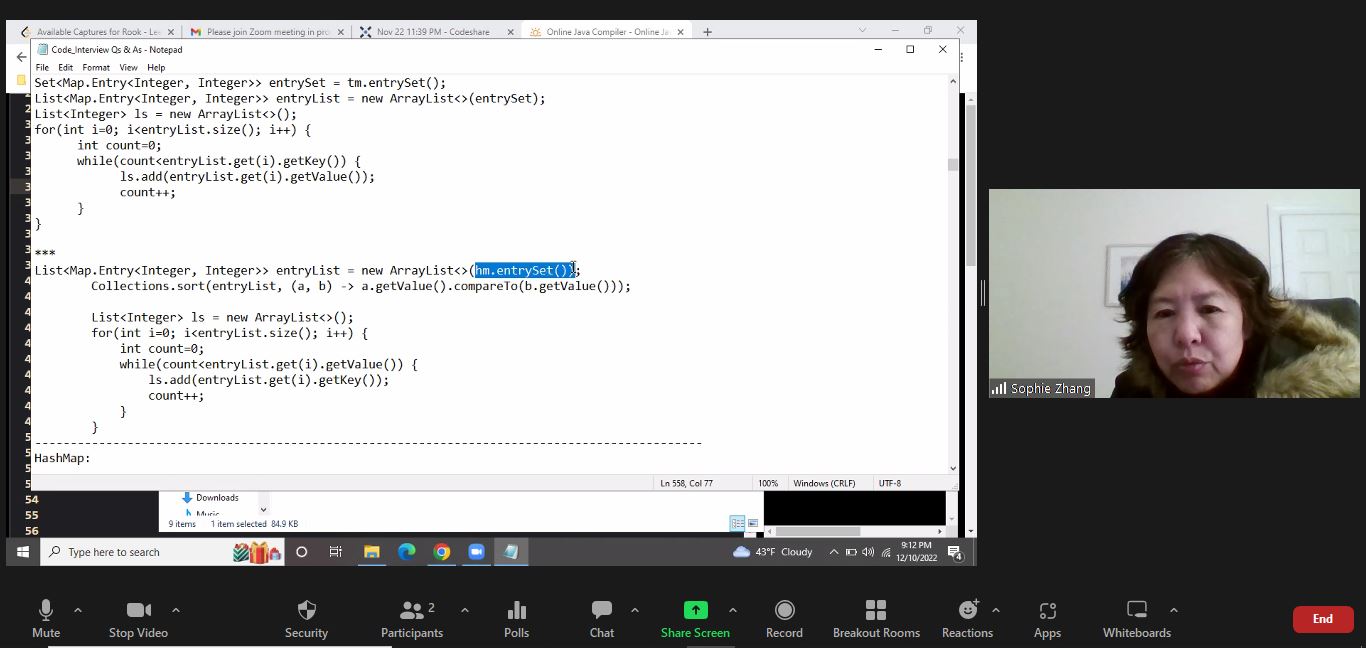 Available Captures for Rook - Lee
Please join Zoom meeting in pro
Nov 22 11:39 PM - Codeshare
Online Java Compiler - Online Ja
Code_Interview Qs & As - Notepad
File Edit Format View Help
Set<Map.Entry<Integer, Integer>> entrySet = tm.entrySet();
List<Map.Entry<Integer, Integer>> entryList = new ArrayList<>(entrySet);
List<Integer> ls = new ArrayList<>();
for(int i=0; i<entryList.size(); i++) {
int count=0;
while(count<entryList.get(i).getKey()) {
ls.add(entryList.get(i).getValue());
count++;
}
}
***
List<Map.Entry<Integer, Integer>> entryList = new ArrayList<>(hm.entrySet());
Collections.sort(entryList, (a, b) -> a.getValue().compareTo(b.getValue()));
List<Integer> ls = new ArrayList<>();
for(int i=0; i<entryList.size(); i++) {
int count=0;
while(count<entryList.get(i).getValue()) {
ls.add(entryList.get(i).getKey());
count++;
}
}
--------------------------------------------------------------------------------------------
HashMap:
Ln 558, Col 77 100% Windows (CRLF) UTF-8
54
55
56
Downloads
Music
9 items 1 item selected 84.9 KB
Type here to search
43°F Cloudy
9:12 PM
12/10/2022
4
Sophie Zhang
2
Mute Stop Video Security Participants Polls Chat Share Screen Record Breakout Rooms Reactions Apps Whiteboards End